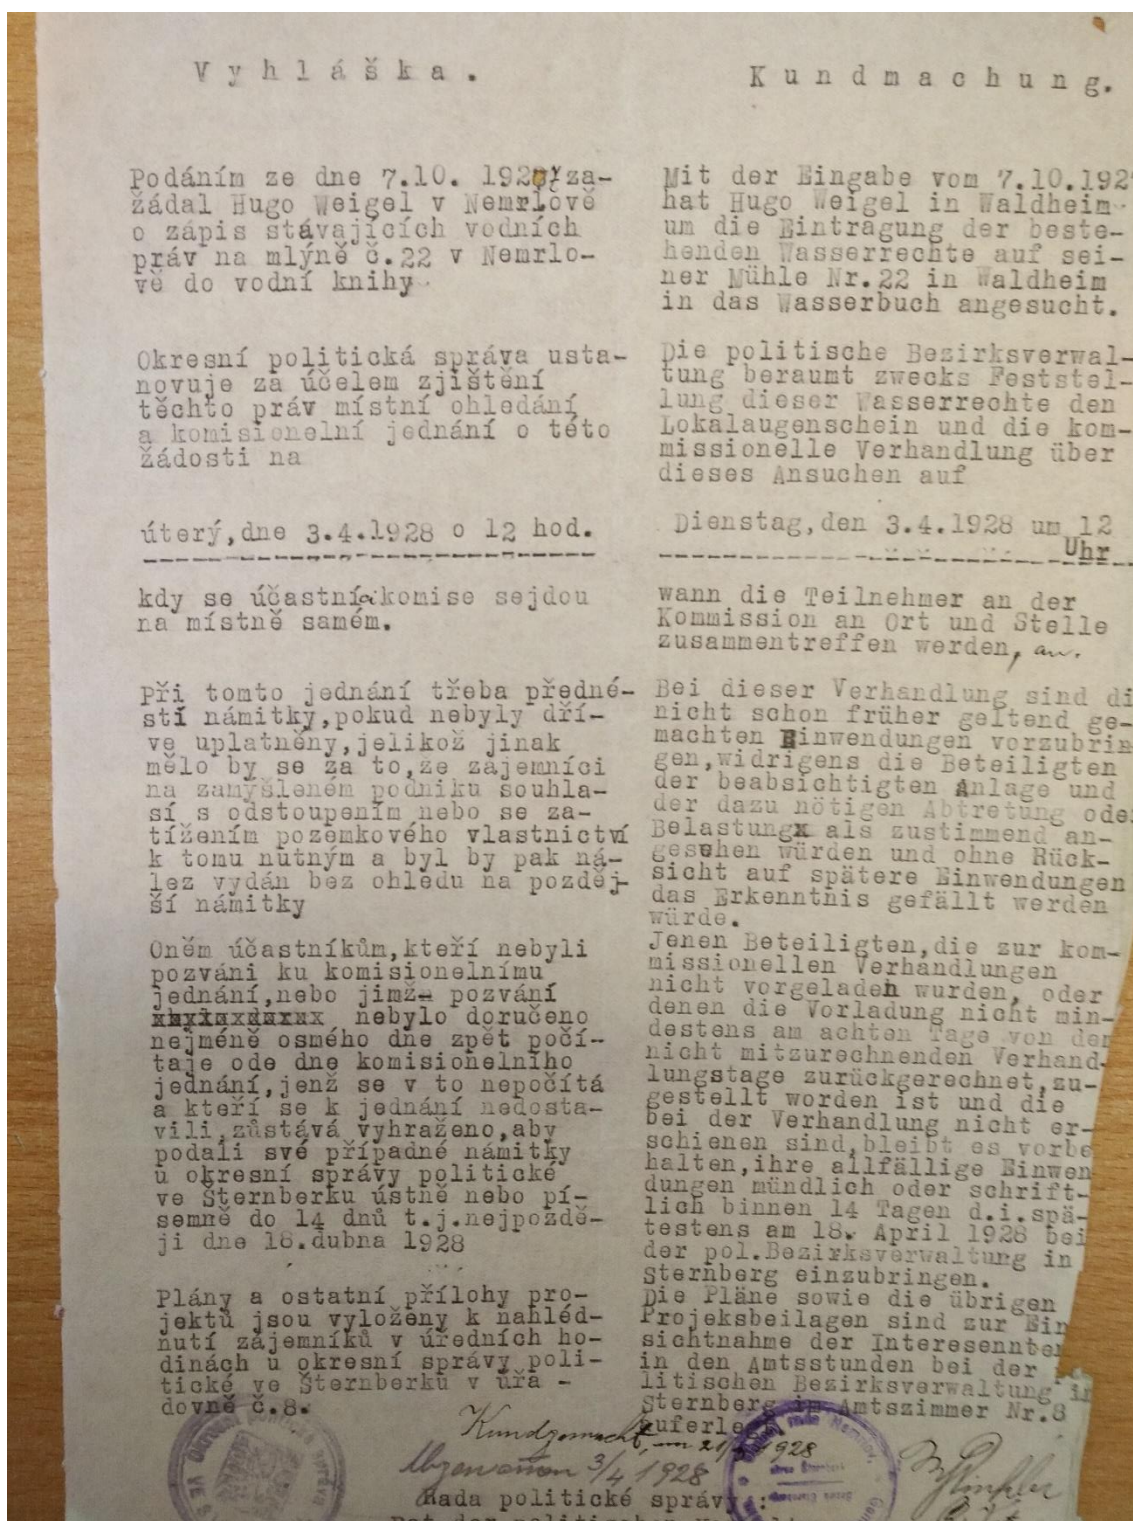 Vyhláška.
Podáním ze dne 7.10. 192 za-
žádal Hugo Weigel v Nemrlově
o zápis stávajících vodních
práv na mlýně č.22 v Nemrlo-
vě do vodní knihy
Okresní politická správa usta-
novuje za účelem zjištění
těchto práv místní ohledání
a komisionelní jednání o této
žádosti na
úterý,dne 3.4.1928 o 12 hod.
kdy se účastníci komise sejdou
na místně samém.
Při tomto jednání třeba předné-
sti námitky,pokud nebyly dří-
ve uplatněny,jelikož jinak
mělo by se za to,že zájemníci
na zamýšleném podniku souhla-
sí s odstoupením nebo se za-
tížením pozemkového vlastnictví
k tomu nutným a byl by pak ná-
lez vydán bez ohledu na pozděj-
ší námitky
Oněm účastníkům,kteří nebyli
pozváni ku komisionelnímu
jednání,nebo jimž pozvání
nebylo doručeno
nejméně osmého dne zpět počí-
taje ode dne komisionelního
jednání,jenž se v to nepočítá
a kteří se k jednání nedosta-
vili,zůstává vyhraženo,aby
podali své případné námitky
u okresní správy politické
ve Šternberku ústně nebo pí-
semně do 14 dnů t.j.nejpozdě-
ji dne 18.dubna 1928
Plány a ostatní přílohy pro-
jektů jsou vyloženy k nahléd-
nutí zájemníků v úředních ho-
dinách u okresní správy poli-
tické ve Šternberku v úřa -
dovně č.8.
Kundmachung.
Mit der Eingabe vom 7.10.192
hat Hugo Weigel in Waldheim
um die Eintragung der beste-
henden Wasserrechte auf sei-
ner Mühle Nr.22 in Waldheim
in das Wasserbuch angesucht.
Die politische Bezirksverwal-
tung beraumt zwecks Feststel-
lung dieser Wasserrechte den
Lokalaugenschein und die kom-
missionelle Verhandlung über
dieses Ansuchen auf
Dienstag,den 3.4.1928 um 12
Uhr
wann die Teilnehmer an der
Kommission an Ort und Stelle
zusammentreffen werden, an.
Bei dieser Verhandlung sind di
nicht schon früher geltend ge-
machten Einwendungen vorzubrin
gen,widrigens die Beteiligten
der beabsichtigten Anlage und
der dazu nötigen Abtretung oder
Belastung als zustimmend an-
gesehen würden und ohne Rück-
sicht auf spätere Einwendungen
das Erkenntnis gefällt werden
würde.
Jenen Beteiligten,die zur kom-
missionellen Verhandlungen
nicht vorgeladen wurden, oder
denen die Vorladung nicht min-
destens am achten Tage von dem
nicht mitzurechnenden Verhand-
lungstage zurückgerechnet,zu-
gestellt worden ist und die
bei der Verhandlung nicht er-
schienen sind,bleibt es vorbe
halten,ihre allfällige Einwen
dungen mündlich oder schrift-
lich binnen 14 Tagen d.i.spä-
testens am 18. April 1928 bei
der pol.Bezirksverwaltung in
Sternberg einzubringen.
Die Pläne sowie die übrigen
Projeksbeilagen sind zur Ein
sichtnahme der Interesennten
in den Amtsstunden bei der
litischen Bezirksverwaltung in
Sternberg im Amtszimmer Nr.8
auferle
Kundgemacht, am 21/ 1928
3/4 1928
Rada politické správy :